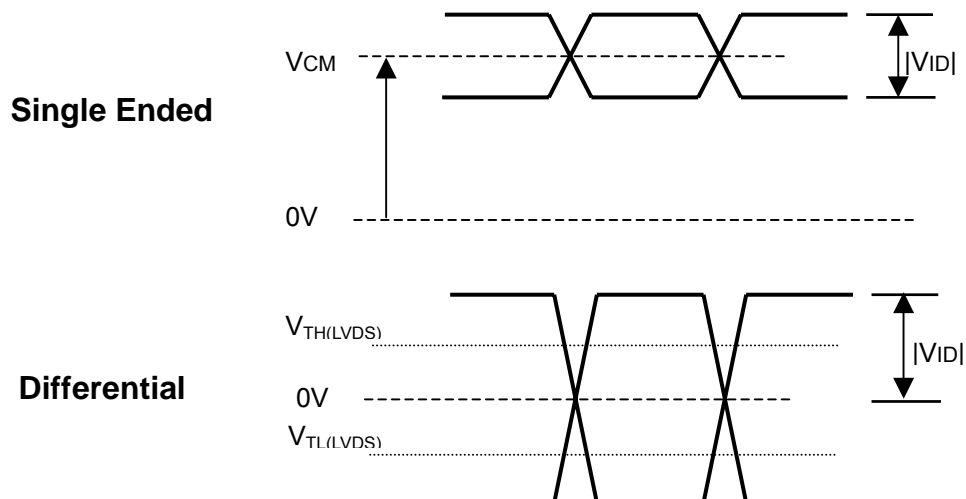 VCM
|VID|
Single Ended
0V
VTH(LVDS)
|VID|
Differential
0V
VTL(LVDS)